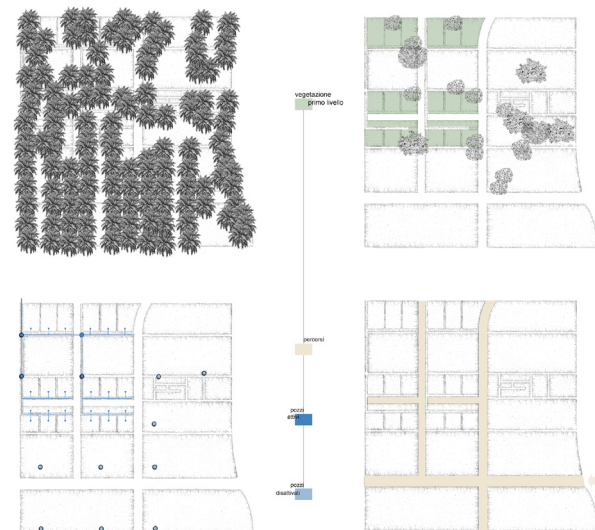 vegetazione
primo livello
percorsi
pozzi
attivi
pozzi
disattivati